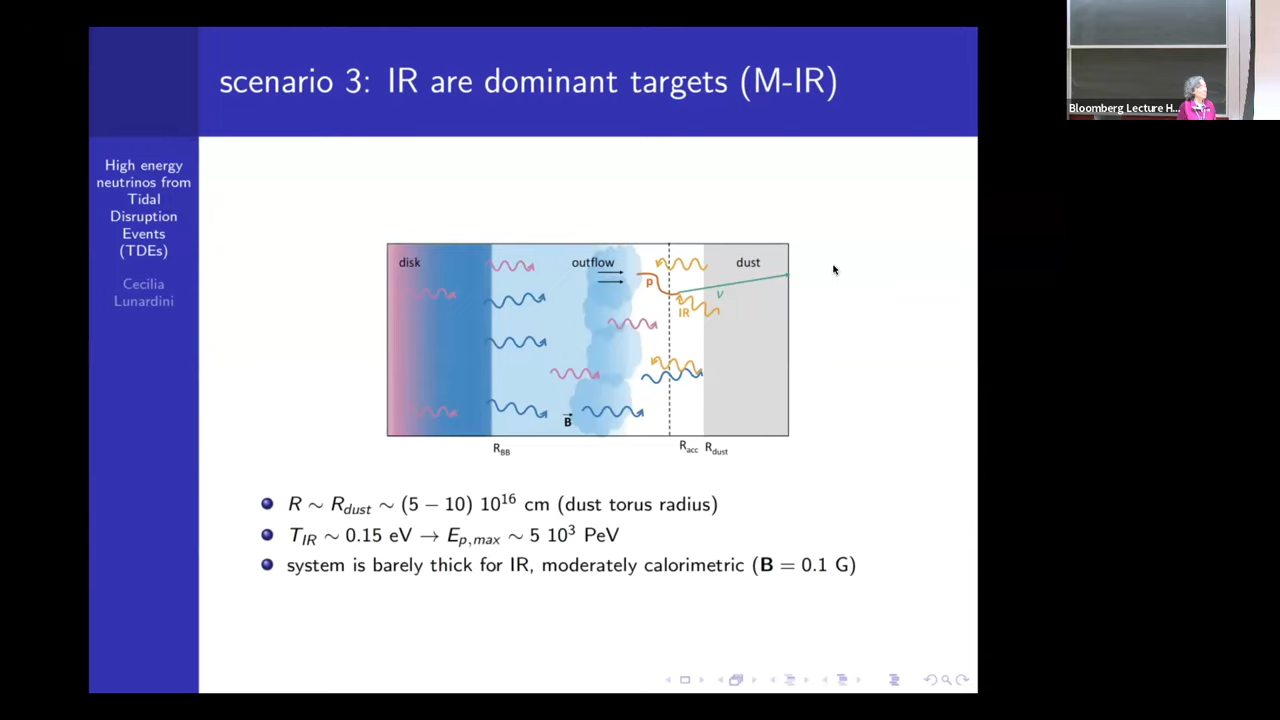 scenario 3: IR are dominant targets (M-IR)
Bloomberg Lecture H...
High energy
neutrinos from
Tidal
Disruption
Events
(TDEs)
Cecilia
Lunardini
disk
outflow
dust
p
ν
IR
B⃗
R_BB
R_acc R_dust
R ∼ R_dust ∼ (5 − 10) 10^16 cm (dust torus radius)
T_IR ∼ 0.15 eV → E_p,max ∼ 5 10^3 PeV
system is barely thick for IR, moderately calorimetric (B = 0.1 G)